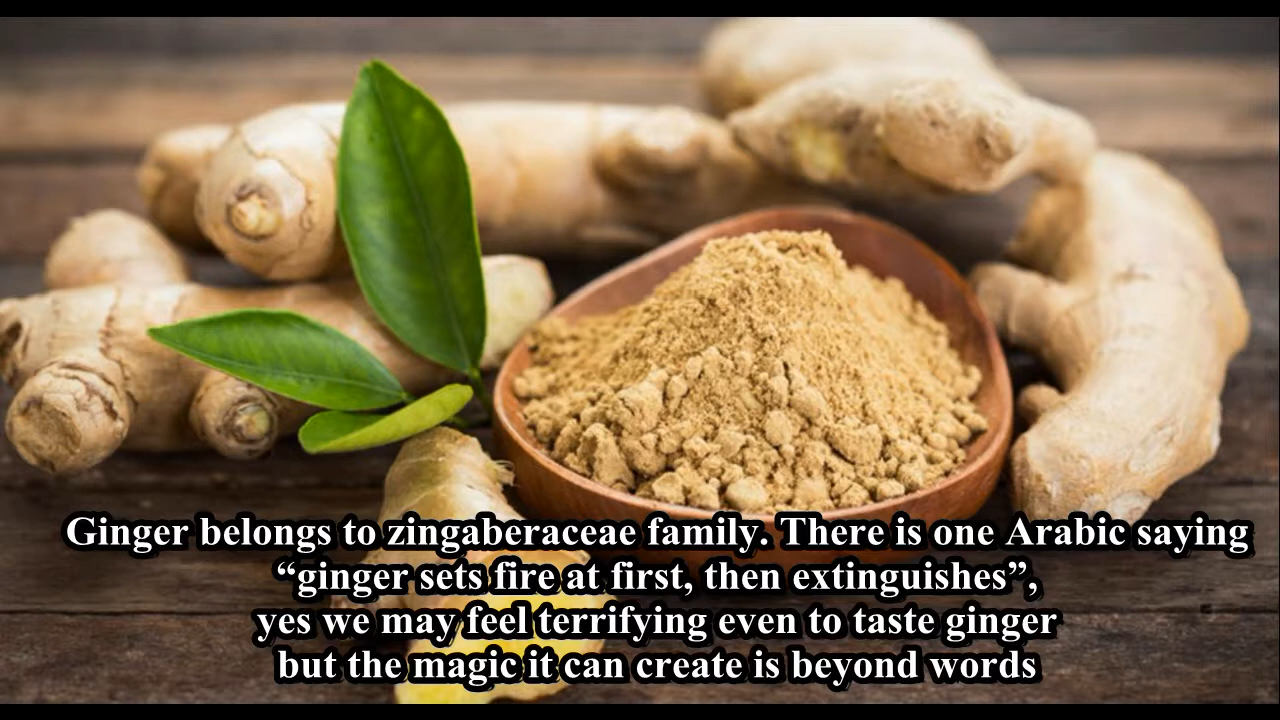 Ginger belongs to zingaberaceae family. There is one Arabic saying
“ginger sets fire at first, then extinguishes”,
yes we may feel terrifying even to taste ginger
but the magic it can create is beyond words